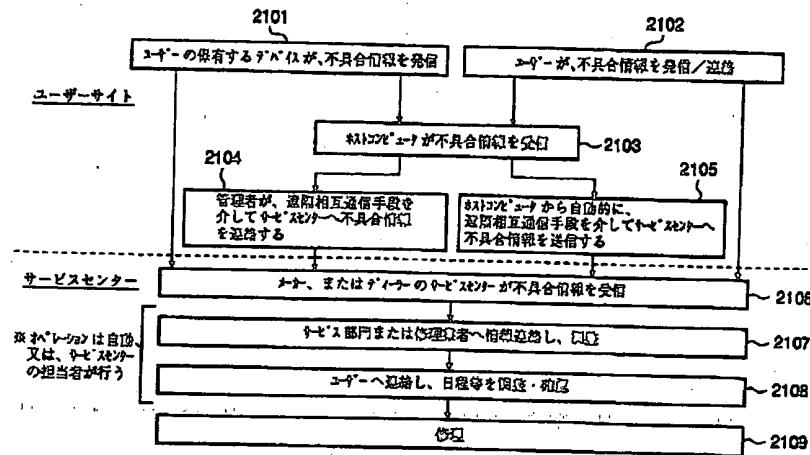 2101
2102
ユーザーの保有するデバイスが、不具合情報を発信
ユーザーが、不具合情報を発信/連絡
ユーザーサイト
ホストコンピュータが不具合情報を受信
2103
2104
2105
管理者が、遠隔相互通信手段を
介してサービスセンターへ不具合情報
を連絡する
ホストコンピュータから自動的に、
遠隔相互通信手段を介してサービスセンターへ
不具合情報を送信する
サービスセンター
メーカー、またはディーラーのサービスセンターが不具合情報を受信
2106
サービス部門または修理業者へ情報連絡し、
2107
※オペレーションは自動、
又は、サービスセンター
の担当者が行う
ユーザーへ連絡し、日程等を調整・確認
2108
修理
2109